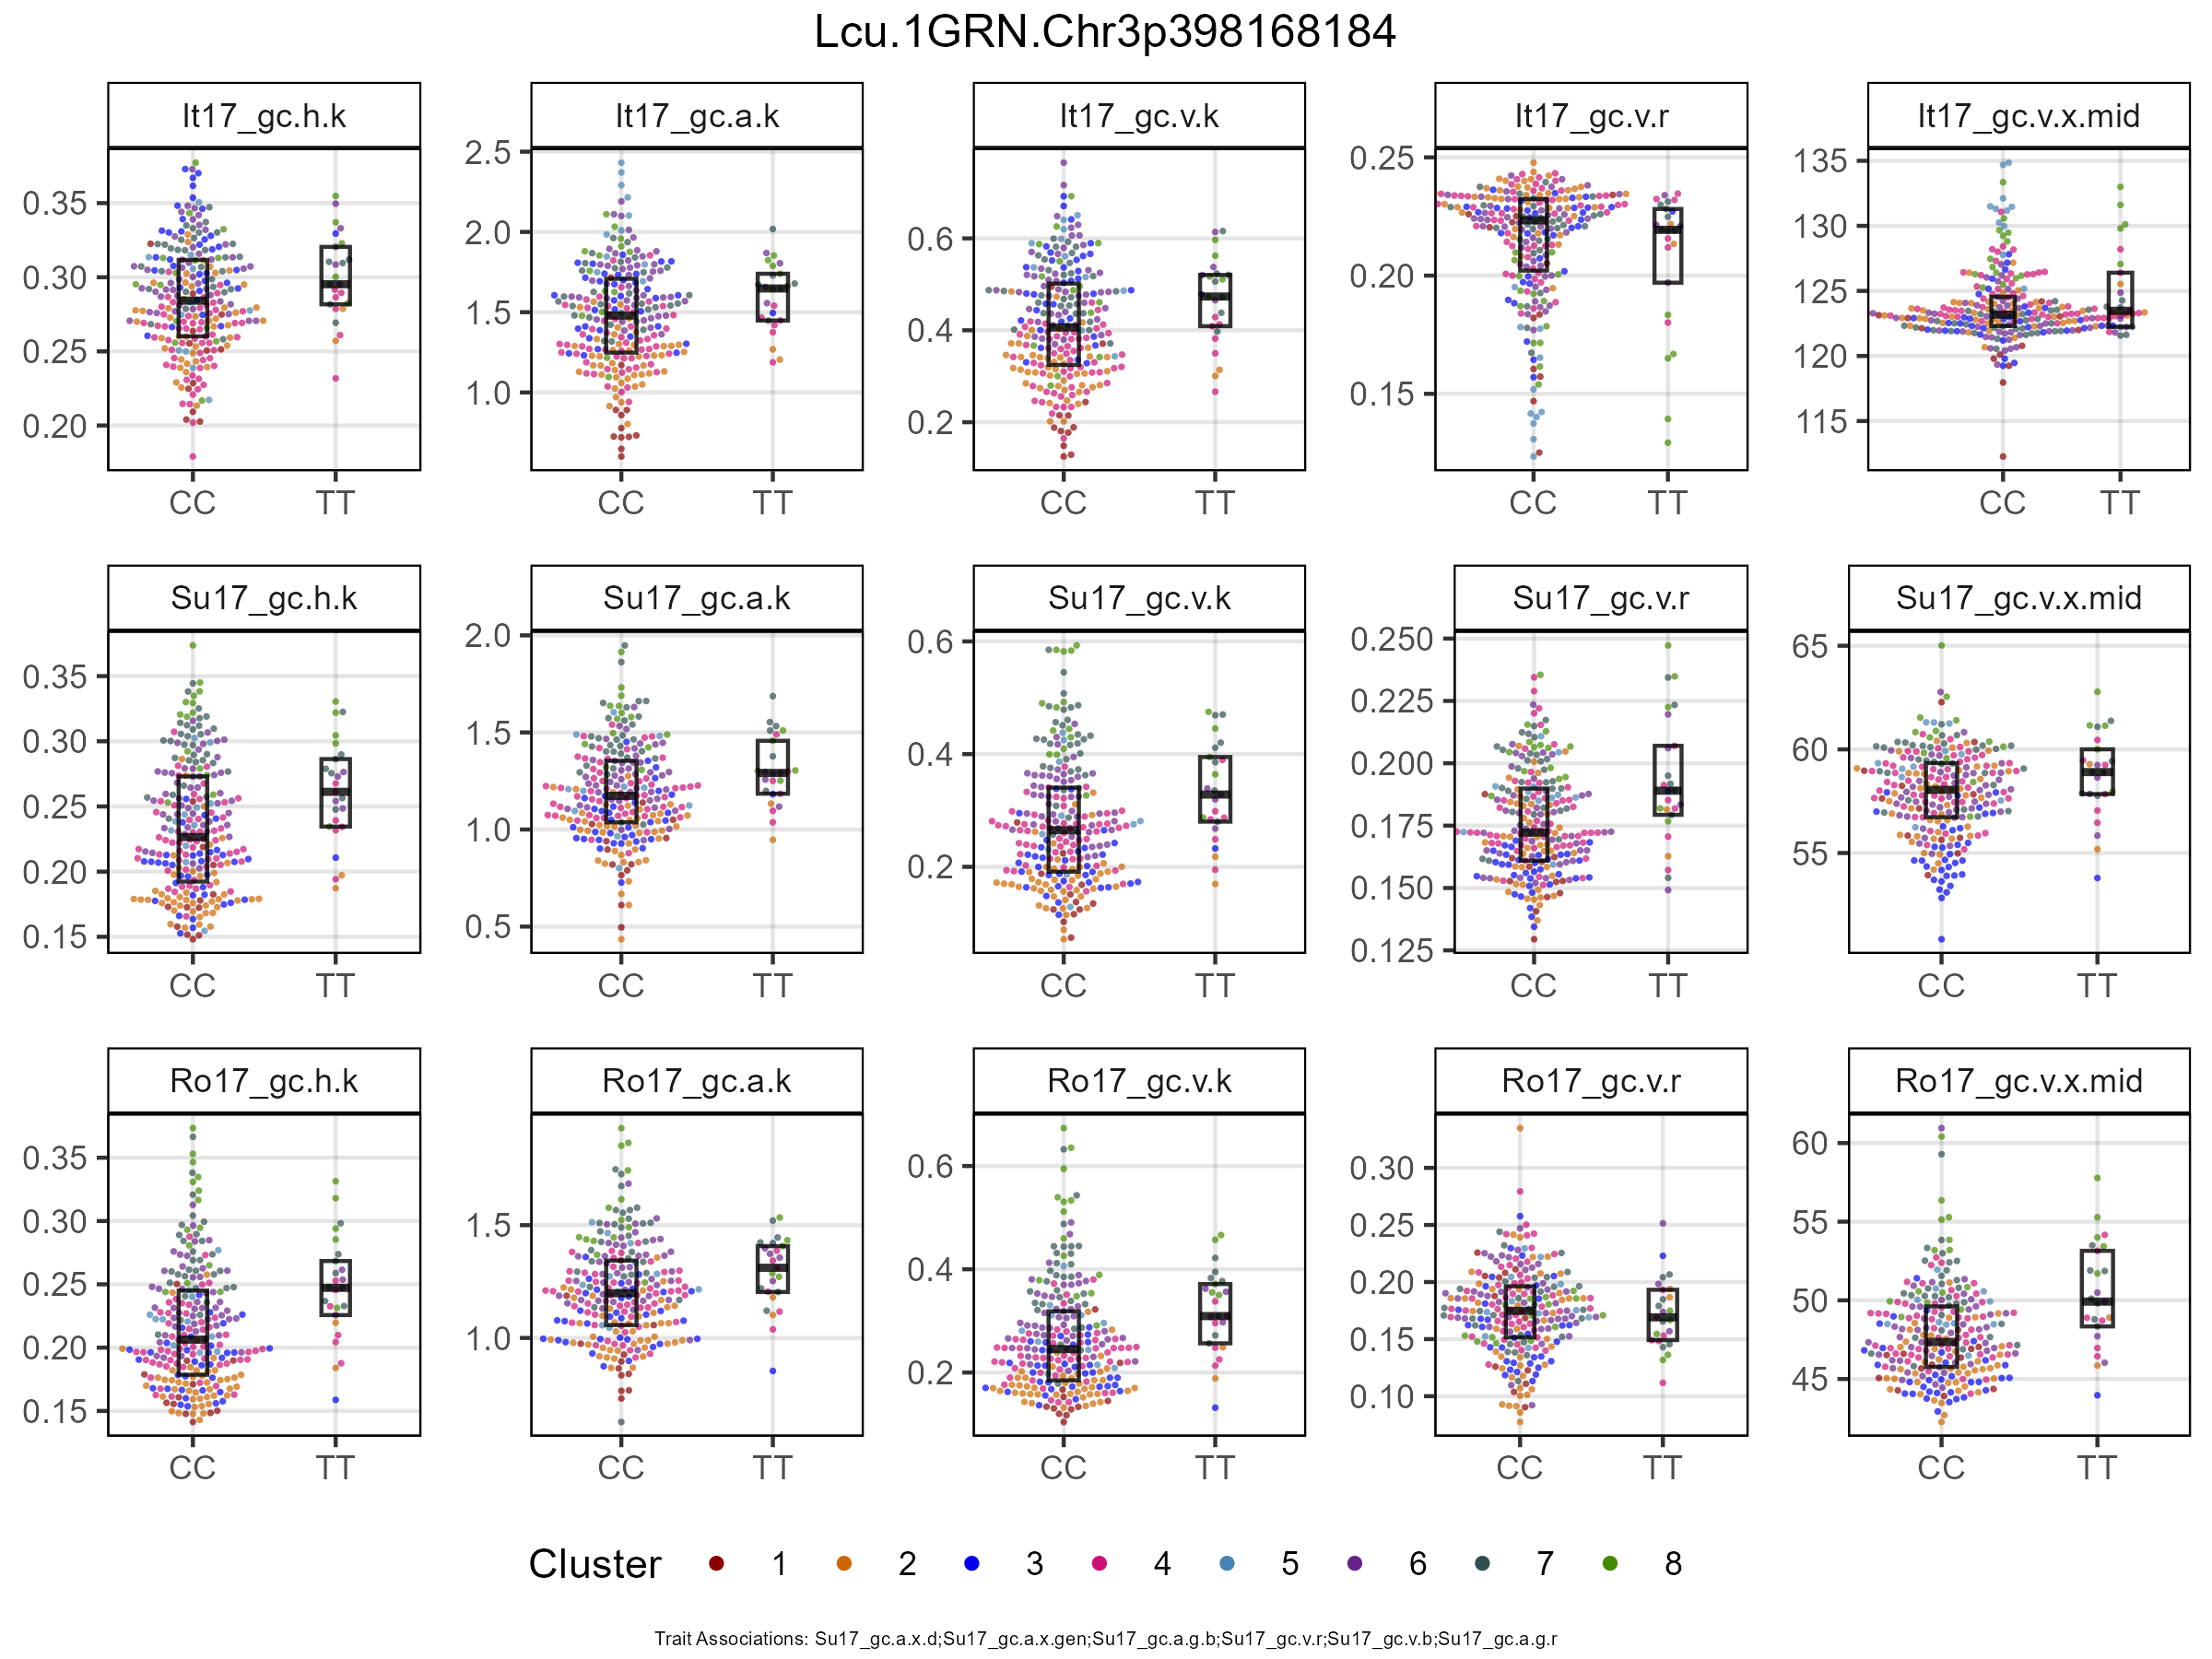 Lcu.1GRN.Chr3p398168184
It17_gc.h.k It17_gc.a.k It17_gc.v.k It17_gc.v.r It17_gc.v.x.mid
0.35 0.30 0.25 0.20 2.5 2.0 1.5 1.0 0.6 0.4 0.2 0.25 0.20 0.15 135 130 125 120 115
CC TT CC TT CC TT CC TT CC TT
Su17_gc.h.k Su17_gc.a.k Su17_gc.v.k Su17_gc.v.r Su17_gc.v.x.mid
0.35 0.30 0.25 0.20 0.15 2.0 1.5 1.0 0.5 0.6 0.4 0.2 0.250 0.225 0.200 0.175 0.150 0.125 65 60 55
CC TT CC TT CC TT CC TT CC TT
Ro17_gc.h.k Ro17_gc.a.k Ro17_gc.v.k Ro17_gc.v.r Ro17_gc.v.x.mid
0.35 0.30 0.25 0.20 0.15 1.5 1.0 0.6 0.4 0.2 0.30 0.25 0.20 0.15 0.10 60 55 50 45
CC TT CC TT CC TT CC TT CC TT
Cluster 1 2 3 4 5 6 7 8
Trait Associations: Su17_gc.a.x.d;Su17_gc.a.x.gen;Su17_gc.a.g.b;Su17_gc.v.r;Su17_gc.v.b;Su17_gc.a.g.r